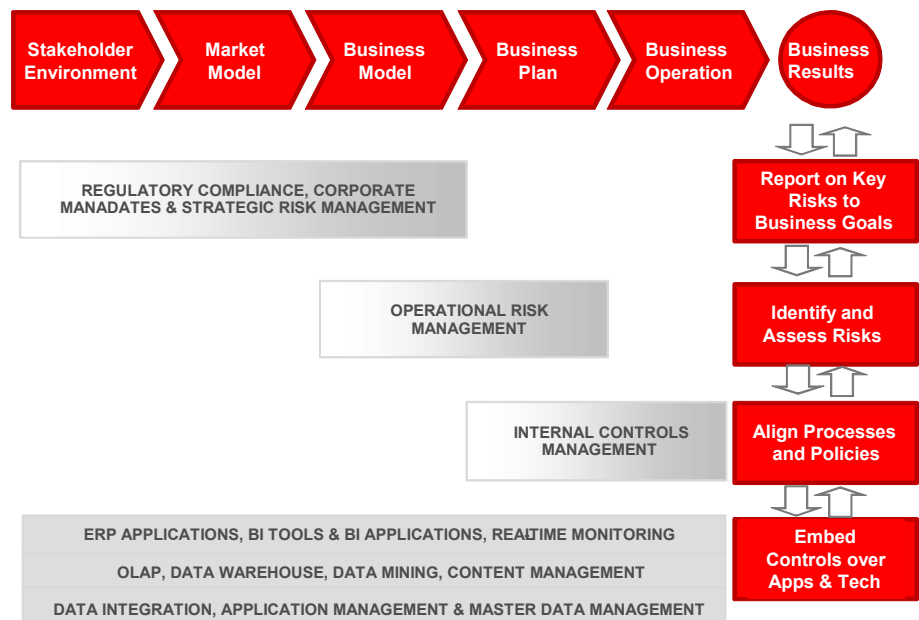 Stakeholder
Environment
Market
Model
Business
Model
Business
Plan
Business
Operation
Business
Results
REGULATORY COMPLIANCE, CORPORATE
MANADATES & STRATEGIC RISK MANAGEMENT
Report on Key
Risks to
Business Goals
OPERATIONAL RISK
MANAGEMENT
Identify and
Assess Risks
INTERNAL CONTROLS
MANAGEMENT
Align Processes
and Policies
ERP APPLICATIONS, BI TOOLS & BI APPLICATIONS, REAL-TIME MONITORING
OLAP, DATA WAREHOUSE, DATA MINING, CONTENT MANAGEMENT
DATA INTEGRATION, APPLICATION MANAGEMENT & MASTER DATA MANAGEMENT
Embed
Controls over
Apps & Tech